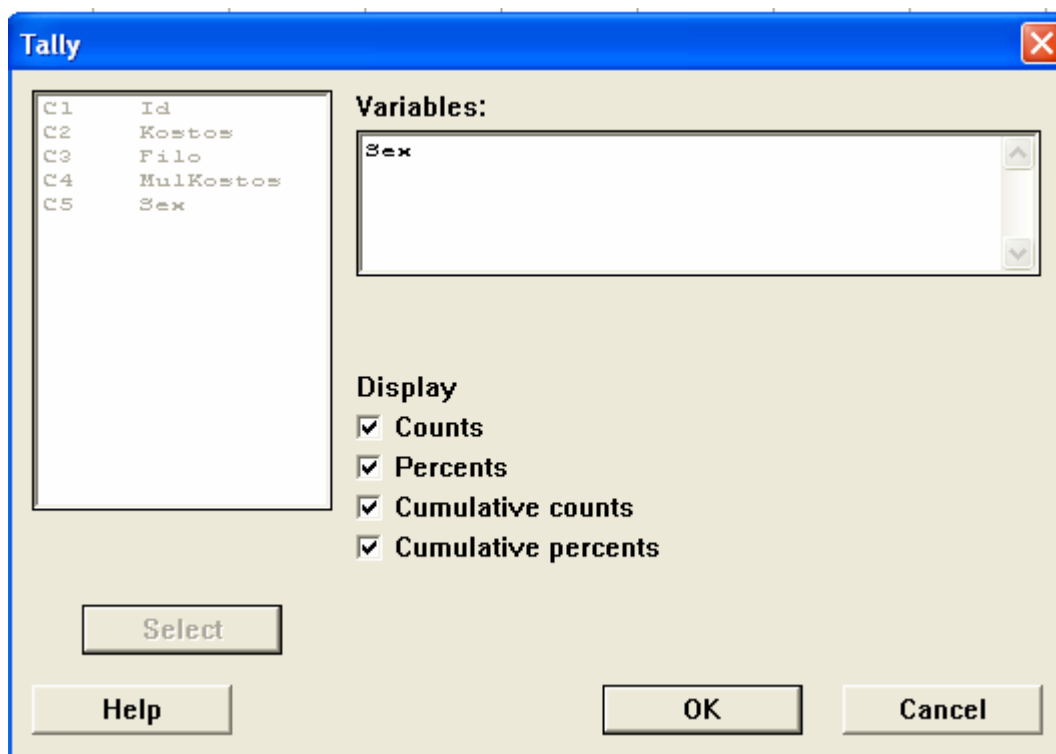 Tally
C1 Id
C2 Kostos
C3 Filo
C4 MulKostos
C5 Sex
Variables:
Sex
Display
Counts
Percents
Cumulative counts
Cumulative percents
Select
Help
OK
Cancel